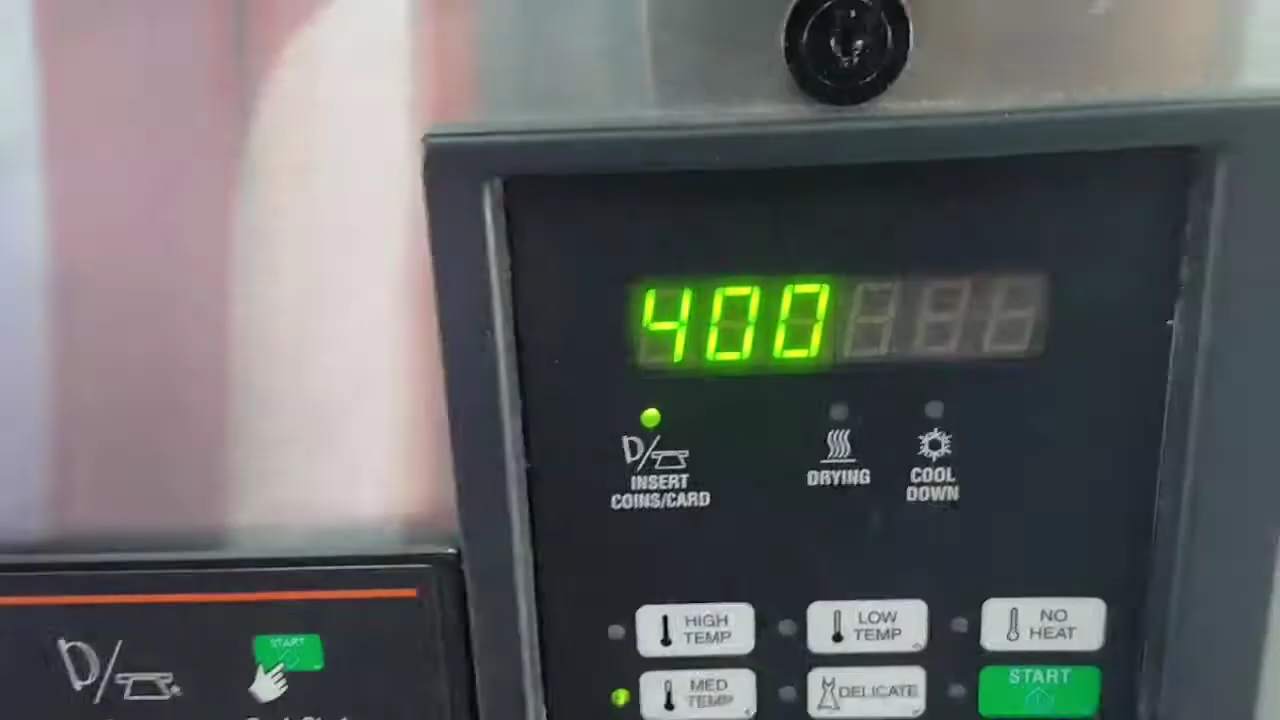 400
INSERT
COINS/CARD
DRYING
COOL
DOWN
HIGH
TEMP
LOW
TEMP
NO
HEAT
MED
TEMP
DELICATE
START
START